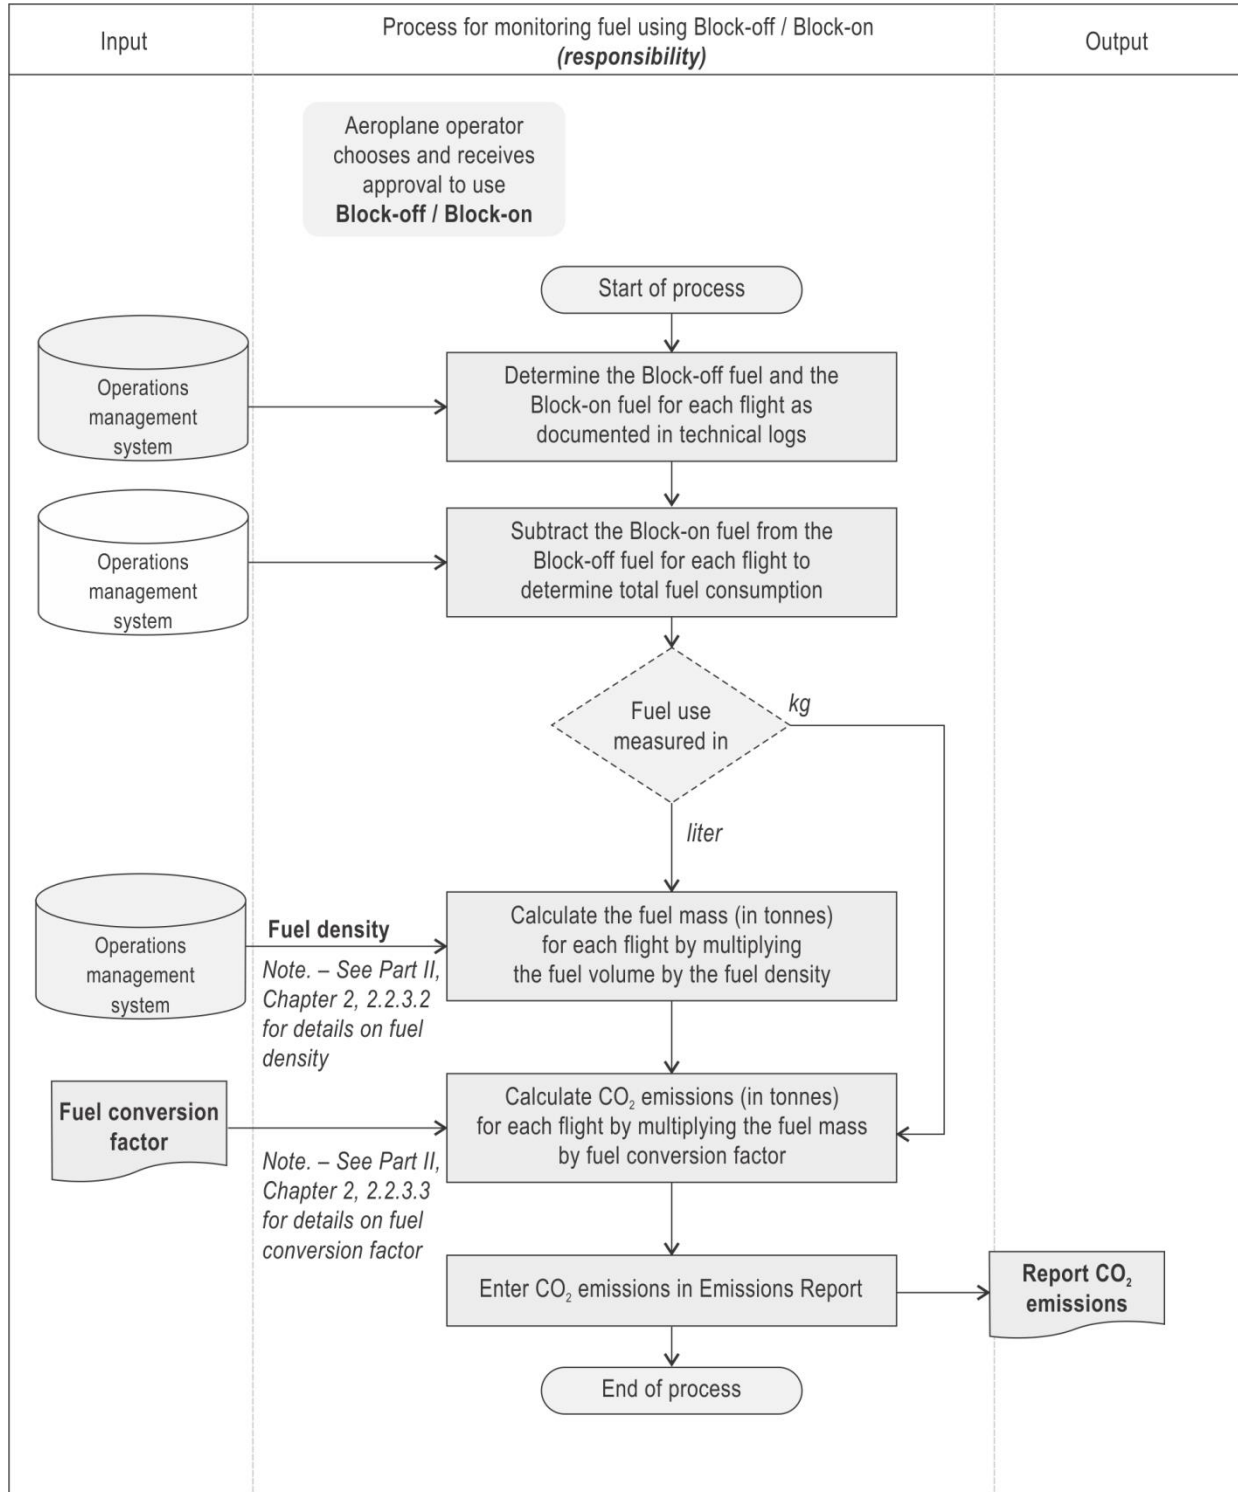 Input
Process for monitoring fuel using Block-off / Block-on
(responsibility)
Output
Aeroplane operator
chooses and receives
approval to use
Block-off / Block-on
Start of process
Operations
management
system
Determine the Block-off fuel and the
Block-on fuel for each flight as
documented in technical logs
Operations
management
system
Subtract the Block-on fuel from the
Block-off fuel for each flight to
determine total fuel consumption
Fuel use
measured in
kg
liter
Operations
management
system
Fuel density
Note. – See Part II,
Chapter 2, 2.2.3.2
for details on fuel
density
Calculate the fuel mass (in tonnes)
for each flight by multiplying
the fuel volume by the fuel density
Fuel conversion
factor
Note. – See Part II,
Chapter 2, 2.2.3.3
for details on fuel
conversion factor
Calculate CO₂ emissions (in tonnes)
for each flight by multiplying the fuel mass
by fuel conversion factor
Enter CO₂ emissions in Emissions Report
Report CO₂
emissions
End of process